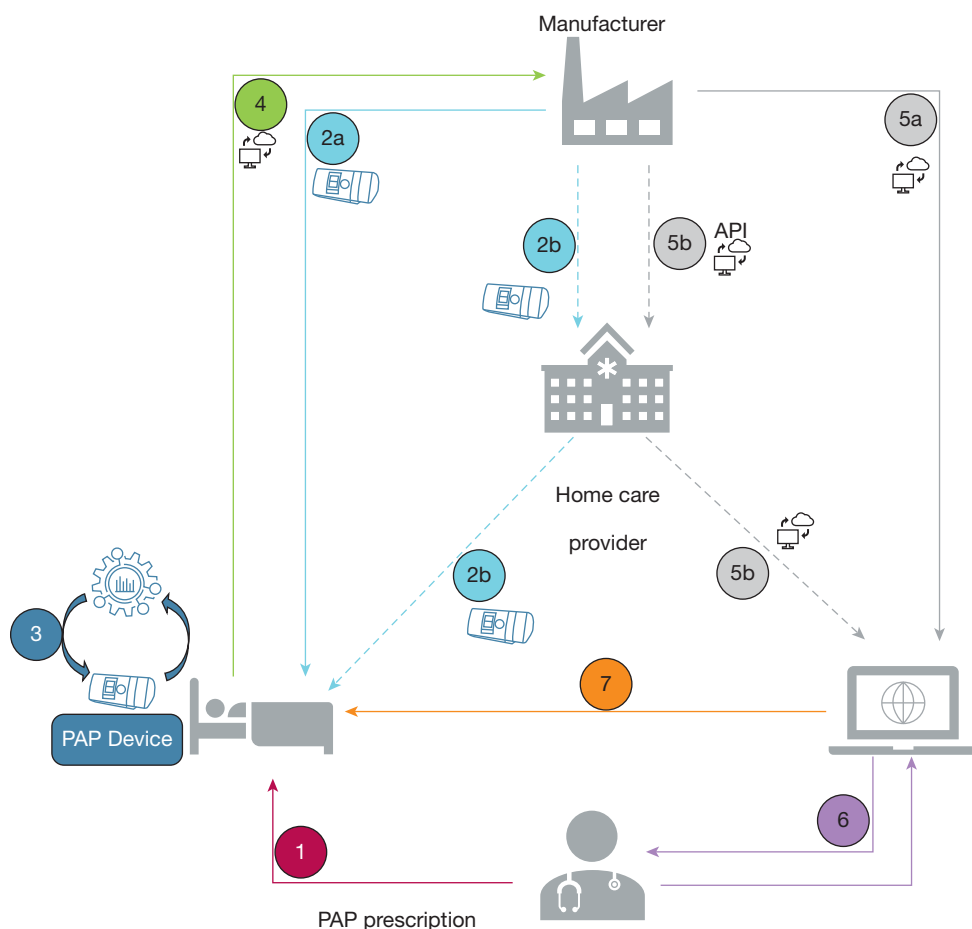 Manufacturer
4
2a
5a
2b
5b
API
Home care
provider
2b
5b
3
7
PAP Device
6
1
PAP prescription